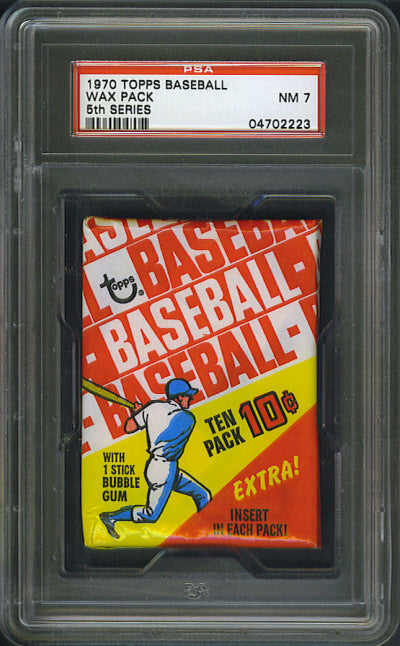 PSA
1970 TOPPS BASEBALL
WAX PACK
NM 7
5th SERIES
04702223
BASEBALL
topps
BASEBALL
BASEBALL
TEN
PACK
10¢
WITH
1 STICK
BUBBLE
GUM
EXTRA!
INSERT
IN EACH PACK!
PSA